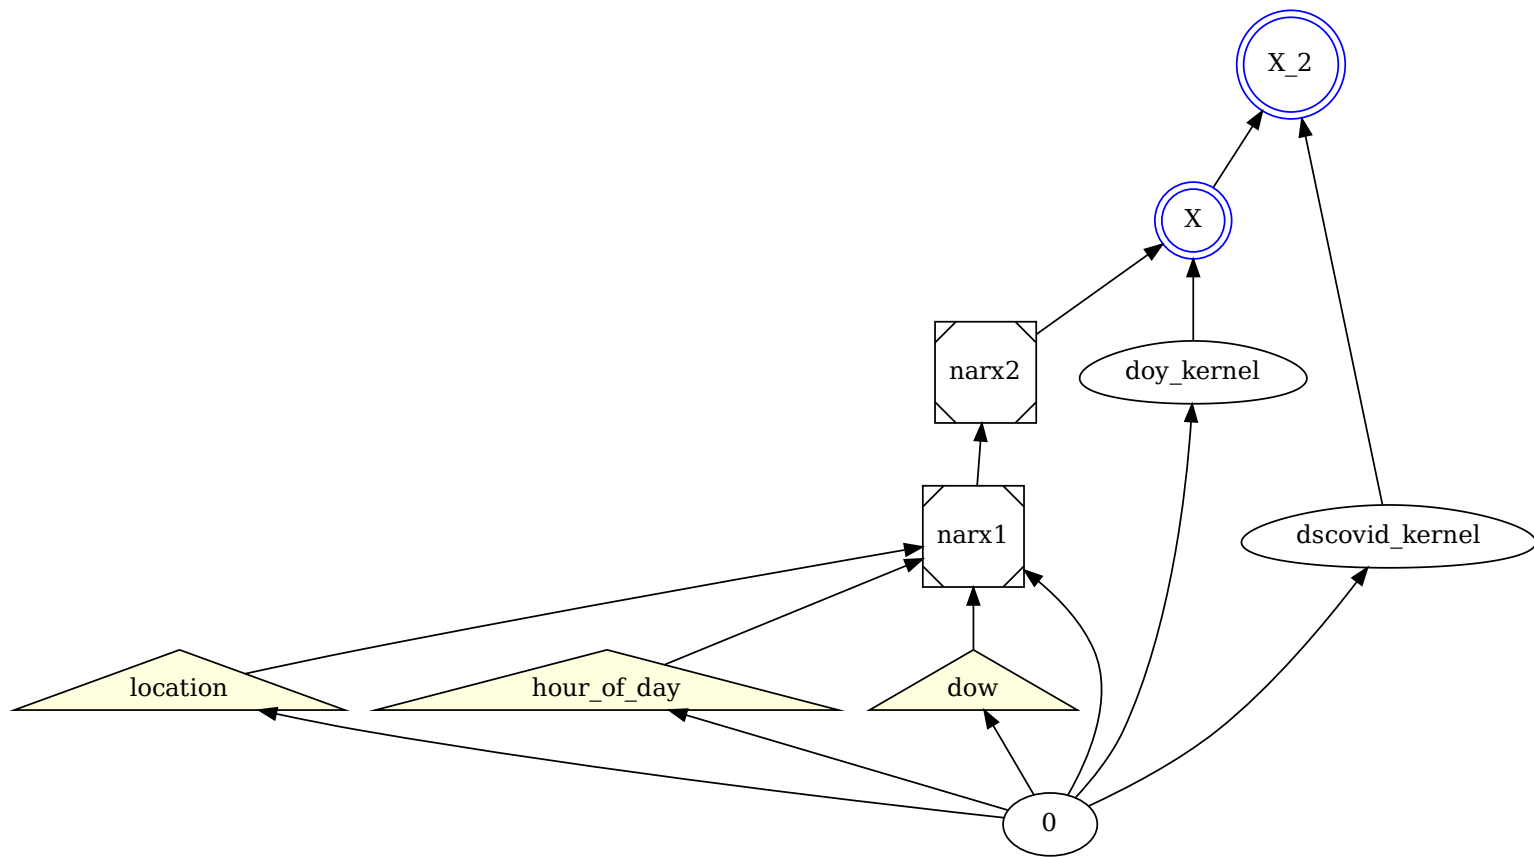 X_2
X
narx2
doy_kernel
narx1
dscovid_kernel
location
hour_of_day
dow
0